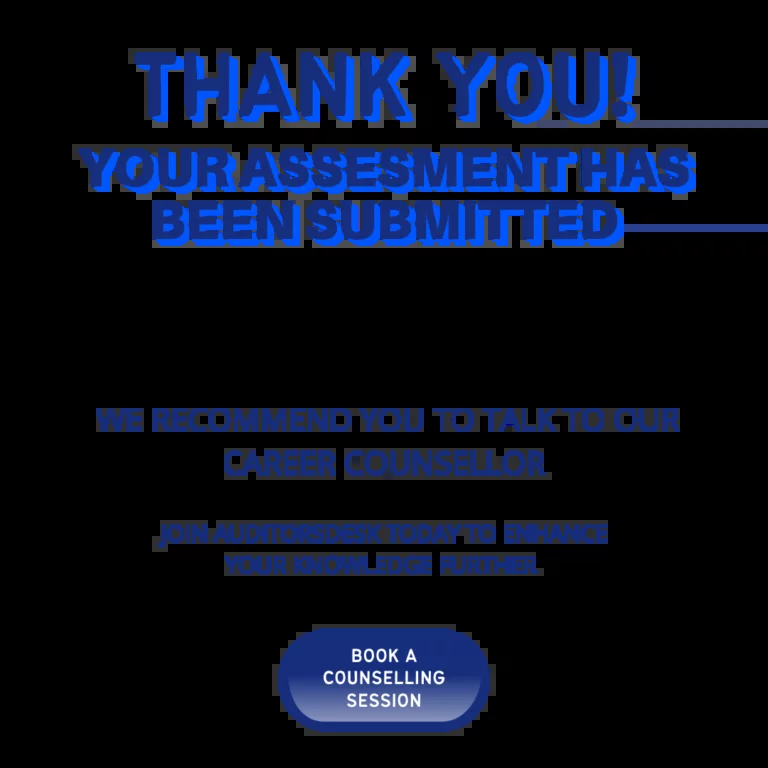 THANK YOU!
YOUR ASSESMENT HAS
BEEN SUBMITTED
WE RECOMMEND YOU TO TALK TO OUR
CAREER COUNSELLOR.
JOIN AUDITORSDESK TODAY TO ENHANCE
YOUR KNOWLEDGE FURTHER.
BOOK A
COUNSELLING
SESSION